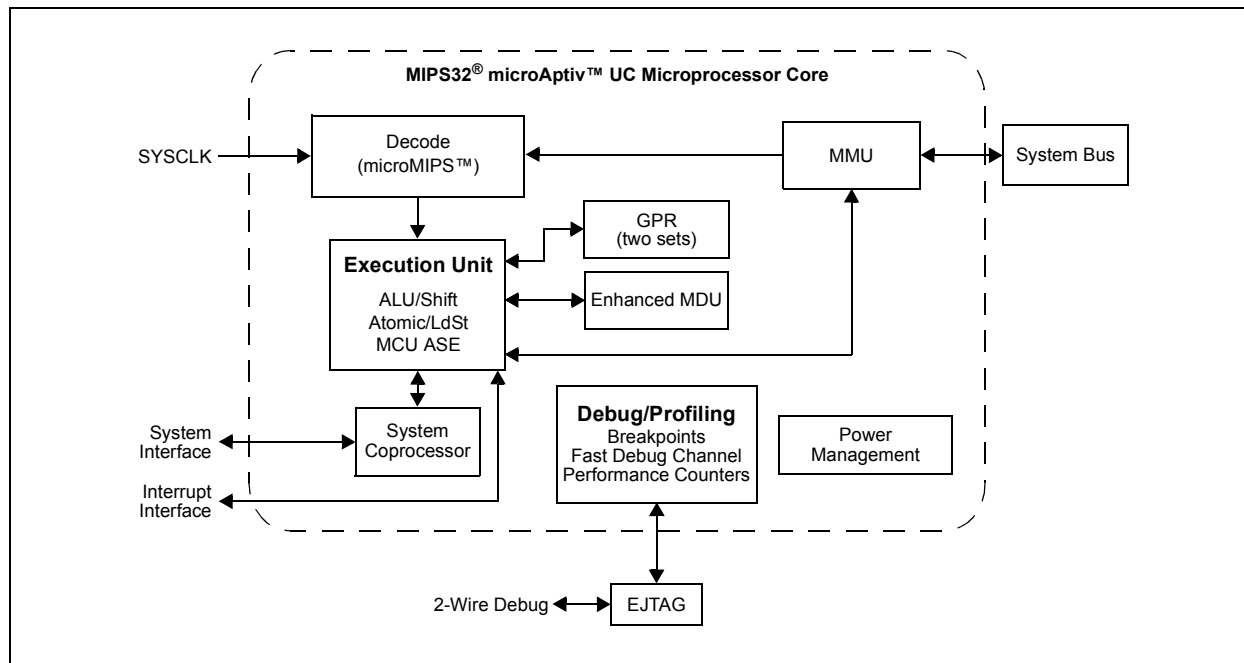 MIPS32® microAptiv™ UC Microprocessor Core
SYSCLK
Decode
(microMIPS™)
MMU
System Bus
GPR
(two sets)
Execution Unit
ALU/Shift
Atomic/LdSt
MCU ASE
Enhanced MDU
Debug/Profiling
Breakpoints
Fast Debug Channel
Performance Counters
Power
Management
System
Coprocessor
System
Interface
Interrupt
Interface
2-Wire Debug
EJTAG